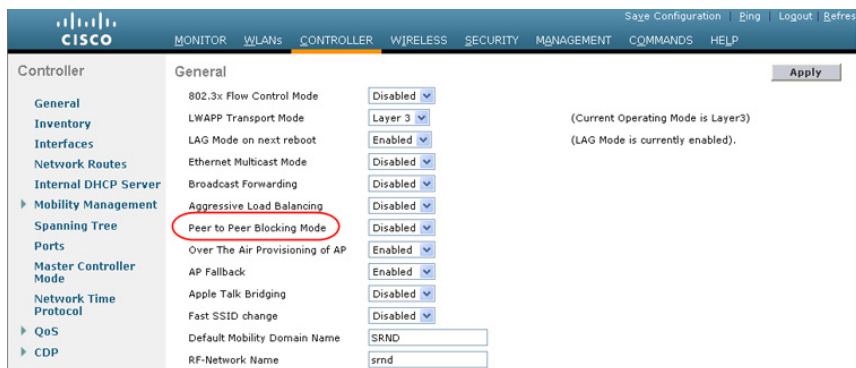 Save Configuration | Ping | Logout | Refres
CISCO
MONITOR WLANs CONTROLLER WIRELESS SECURITY MANAGEMENT COMMANDS HELP
Controller
General
Inventory
Interfaces
Network Routes
Internal DHCP Server
Mobility Management
Spanning Tree
Ports
Master Controller
Mode
Network Time
Protocol
QoS
CDP
General
Apply
802.3x Flow Control Mode Disabled
LWAPP Transport Mode Layer 3 (Current Operating Mode is Layer3)
LAG Mode on next reboot Enabled (LAG Mode is currently enabled).
Ethernet Multicast Mode Disabled
Broadcast Forwarding Disabled
Aggressive Load Balancing Disabled
Peer to Peer Blocking Mode Disabled
Over The Air Provisioning of AP Enabled
AP Fallback Enabled
Apple Talk Bridging Disabled
Fast SSID change Disabled
Default Mobility Domain Name SRND
RF-Network Name srnd